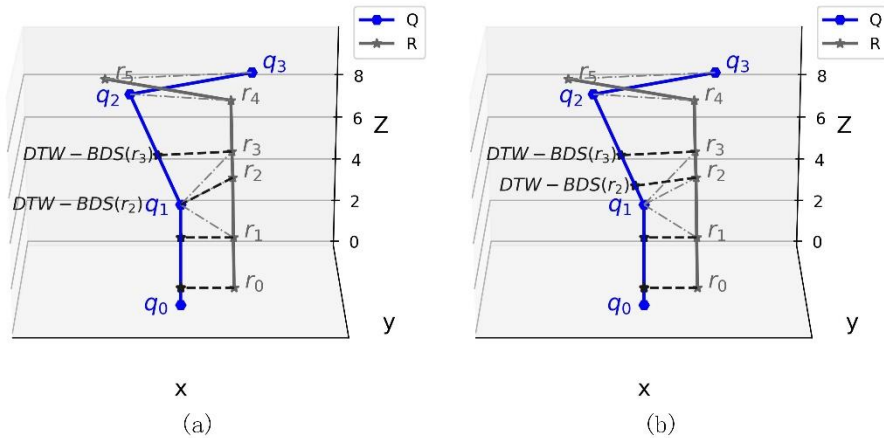 Q
R
r₅
q₃
q₂
r₄
8
Z
6
DTW − BDS(r₃)
r₃
4
r₂
DTW − BDS(r₂)
q₁
2
r₁
0
q₀
r₀
y
x
(a)
Q
R
r₅
q₃
q₂
r₄
8
Z
6
DTW − BDS(r₃)
r₃
4
DTW − BDS(r₂)
r₂
q₁
2
r₁
0
q₀
r₀
y
x
(b)